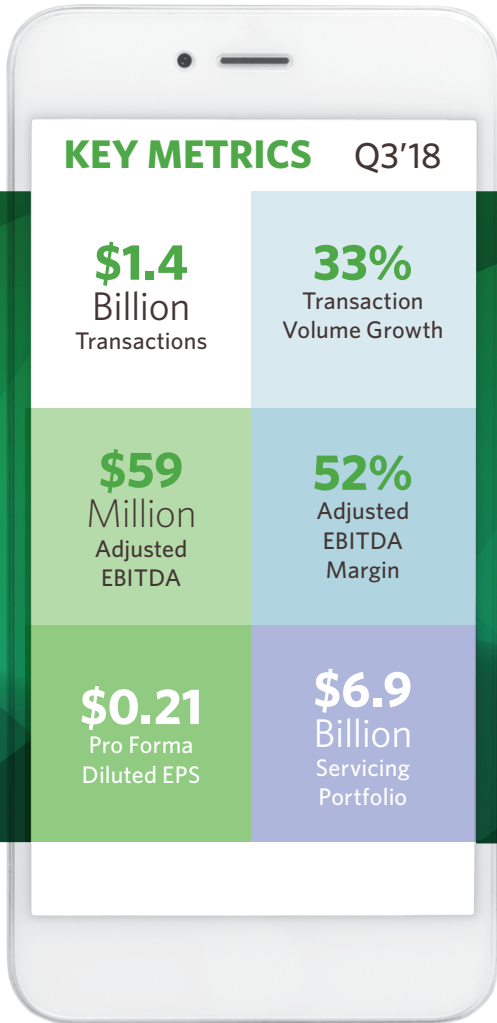 KEY METRICS Q3’18
$1.4
Billion
Transactions
33%
Transaction
Volume Growth
$59
Million
Adjusted
EBITDA
52%
Adjusted
EBITDA
Margin
$0.21
Pro Forma
Diluted EPS
$6.9
Billion
Servicing
Portfolio